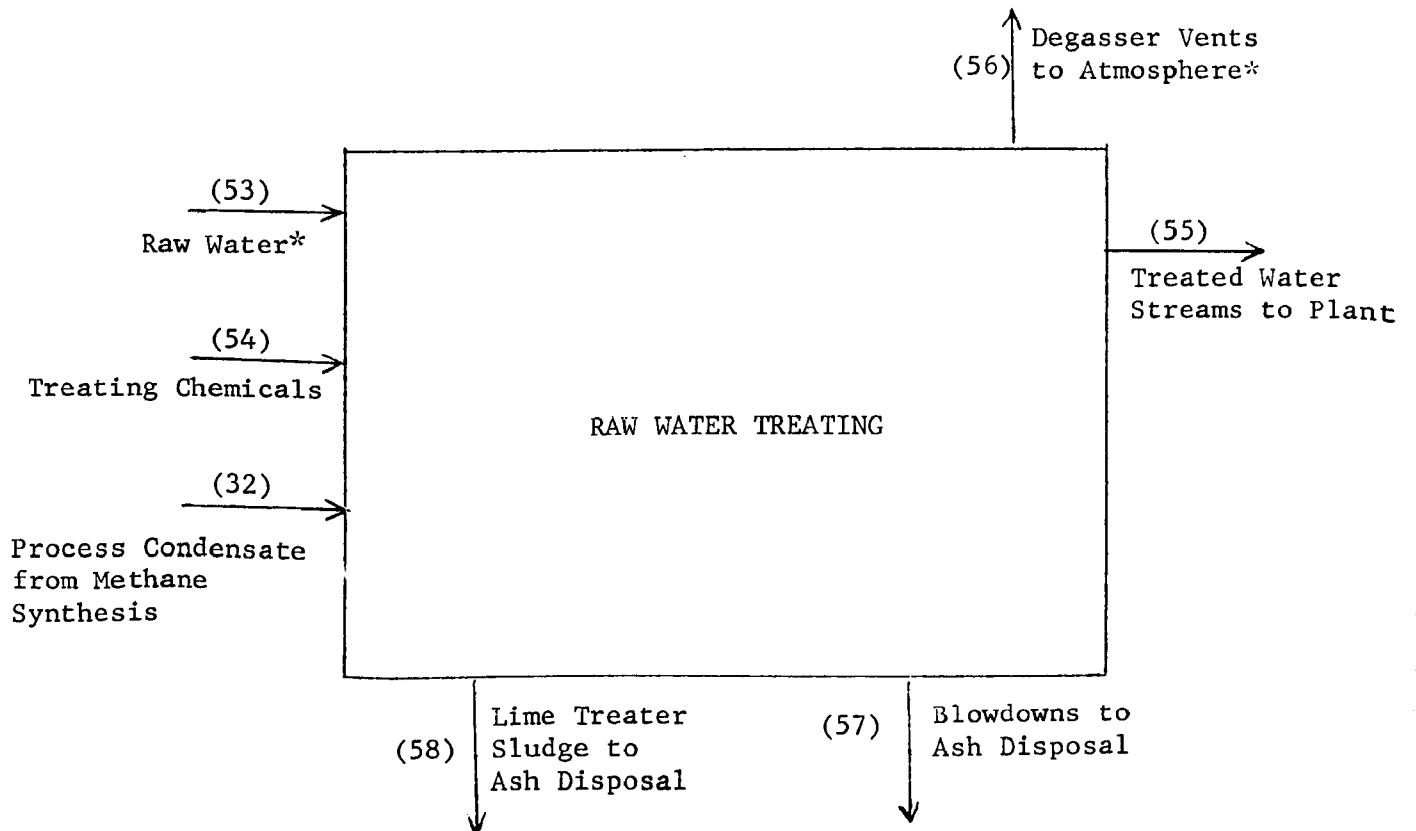 Degasser Vents
(56) to Atmosphere*
(53)
Raw Water*
(55)
Treated Water
Streams to Plant
(54)
Treating Chemicals
RAW WATER TREATING
(32)
Process Condensate
from Methane
Synthesis
Lime Treater
(58) Sludge to
Ash Disposal
(57) Blowdowns to
Ash Disposal